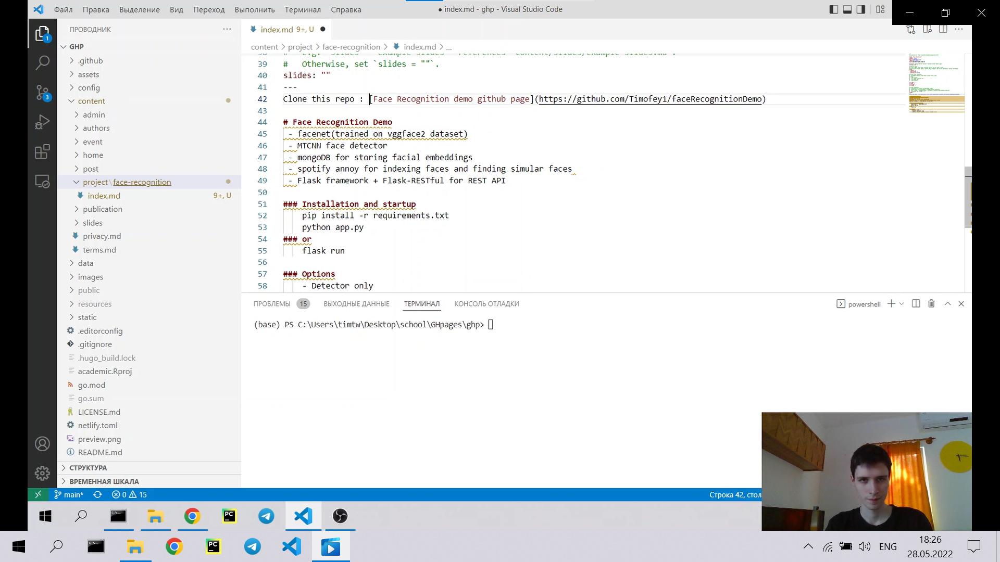 Файл Правка Выделение Вид Переход Выполнить Терминал Справка
● index.md - ghp - Visual Studio Code
ПРОВОДНИК
GHP
.github
assets
config
content
admin
authors
event
home
post
project\face-recognition
index.md 9+, U
publication
slides
privacy.md
terms.md
data
images
public
resources
static
.editorconfig
.gitignore
.hugo_build.lock
academic.Rproj
go.mod
go.sum
LICENSE.md
netlify.toml
preview.png
README.md
СТРУКТУРА
ВРЕМЕННАЯ ШКАЛА
index.md 9+, U
content > project > face-recognition > index.md > ...
39 # Otherwise, set `slides = ""`.
40 slides: ""
41 ---
42 Clone this repo : [Face Recognition demo github page](https://github.com/Timofey1/faceRecognitionDemo)
43
44 # Face Recognition Demo
45 - facenet(trained on vggface2 dataset)
46 - MTCNN face detector
47 - mongoDB for storing facial embeddings
48 - spotify annoy for indexing faces and finding simular faces
49 - Flask framework + Flask-RESTful for REST API
50
51 ### Installation and startup
52 pip install -r requirements.txt
53 python app.py
54 ### or
55 flask run
56
57 ### Options
58 - Detector only
ПРОБЛЕМЫ 15 ВЫХОДНЫЕ ДАННЫЕ ТЕРМИНАЛ КОНСОЛЬ ОТЛАДКИ
powershell
(base) PS C:\Users\timtw\Desktop\school\GHpages\ghp>
1
3
main* 0 15
Строка 42, стол
PC
PC
ENG
18:26
28.05.2022